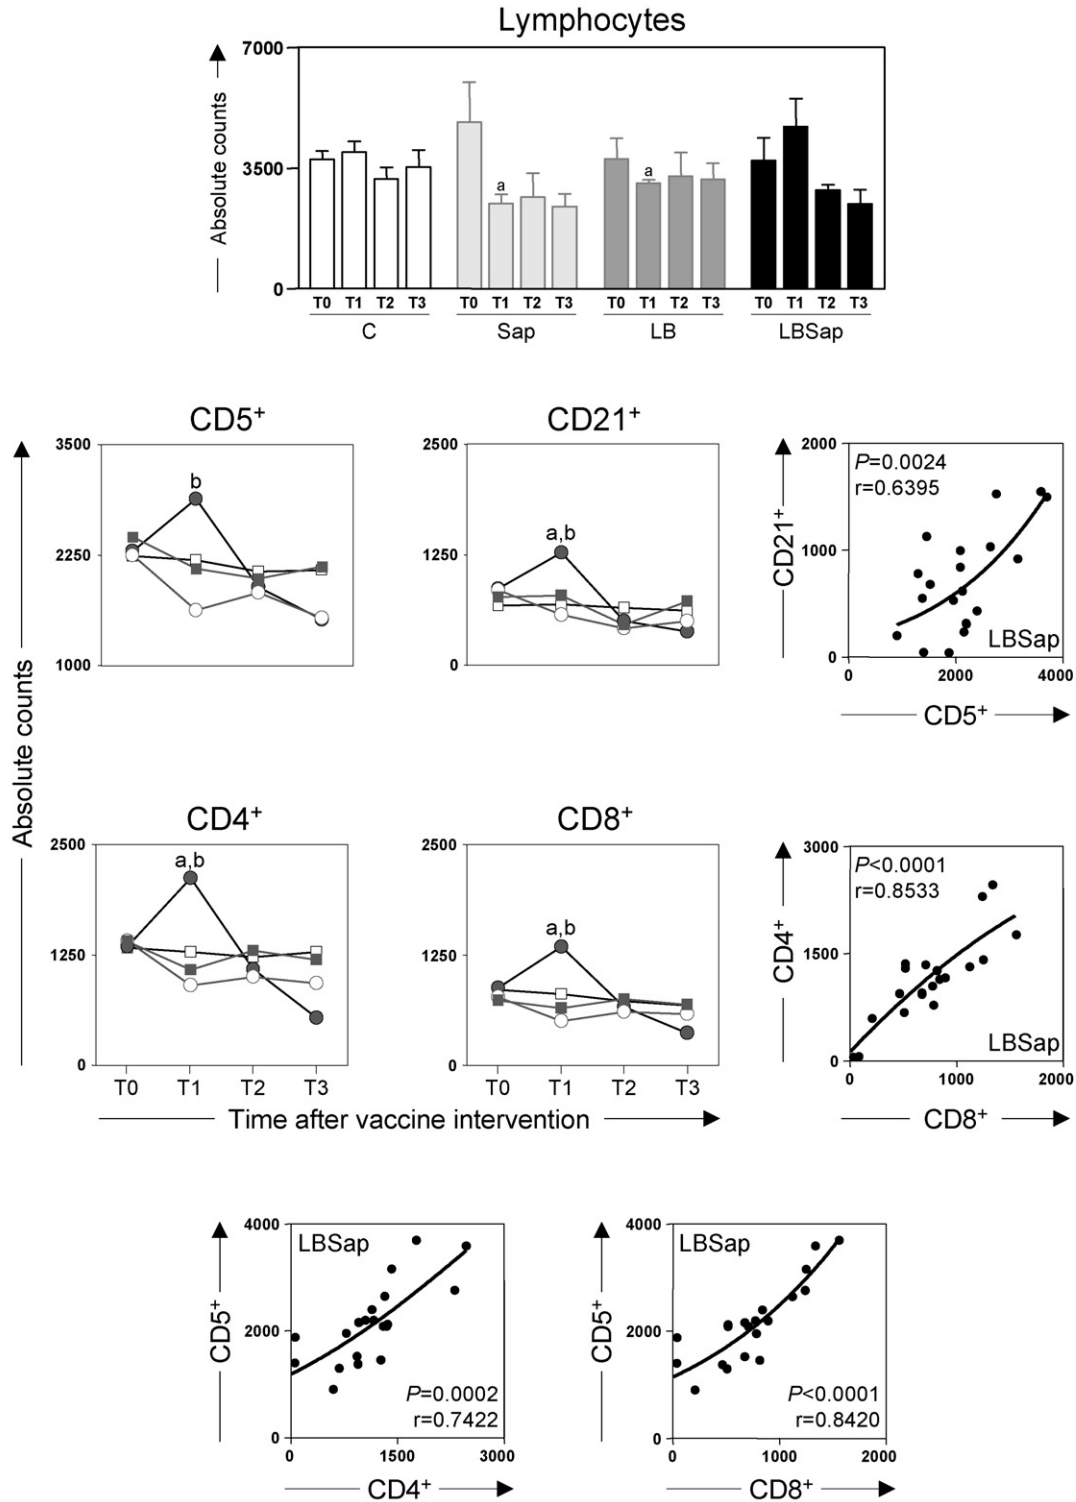 Lymphocytes
Absolute counts
7000
3500
0
a
a
T0 T1 T2 T3 T0 T1 T2 T3 T0 T1 T2 T3 T0 T1 T2 T3
C Sap LB LBSap
Absolute counts
CD5+
3500
2250
1000
b
CD21+
2500
1250
0
a,b
CD21+
2000
1000
0
P=0.0024
r=0.6395
LBSap
0 2000 4000
CD5+
CD4+
2500
1250
0
a,b
T0 T1 T2 T3
CD8+
2500
1250
0
a,b
T0 T1 T2 T3
Time after vaccine intervention
CD4+
3000
1500
0
P<0.0001
r=0.8533
LBSap
0 1000 2000
CD8+
CD5+
4000
2000
0
LBSap
P=0.0002
r=0.7422
0 1500 3000
CD4+
CD5+
4000
2000
0
LBSap
P<0.0001
r=0.8420
0 1000 2000
CD8+